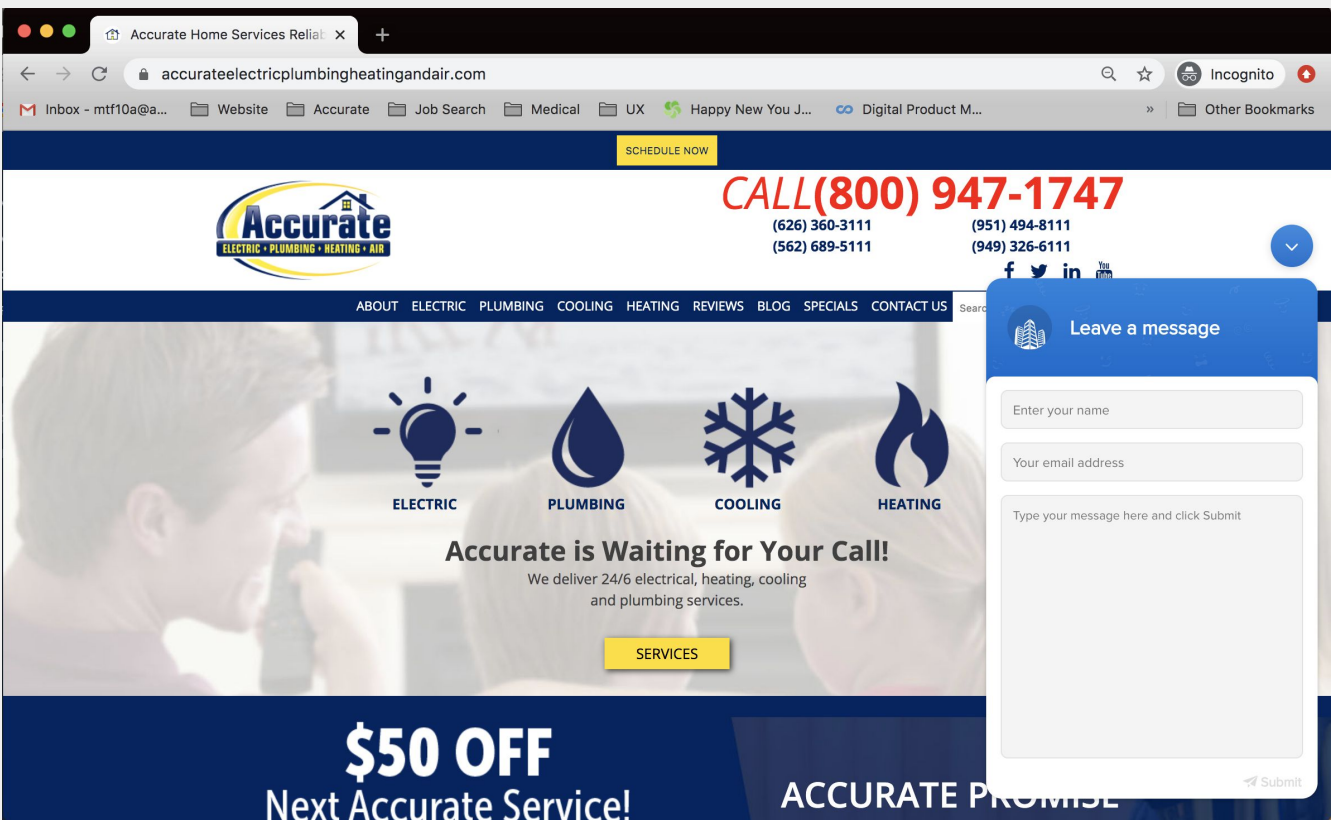 Accurate Home Services Reliab
accurateelectricplumbingheatingandair.com
Incognito
Inbox - mtf10a@a...
Website
Accurate
Job Search
Medical
UX
Happy New You J...
Digital Product M...
»
Other Bookmarks
SCHEDULE NOW
Accurate
ELECTRIC • PLUMBING • HEATING • AIR
CALL(800) 947-1747
(626) 360-3111 (951) 494-8111
(562) 689-5111 (949) 326-6111
You
Tube
ABOUT ELECTRIC PLUMBING COOLING HEATING REVIEWS BLOG SPECIALS CONTACT US Searc
Leave a message
Enter your name
Your email address
Type your message here and click Submit
Submit
ELECTRIC PLUMBING COOLING HEATING
Accurate is Waiting for Your Call!
We deliver 24/6 electrical, heating, cooling
and plumbing services.
SERVICES
$50 OFF
Next Accurate Service!
ACCURATE PROMISE